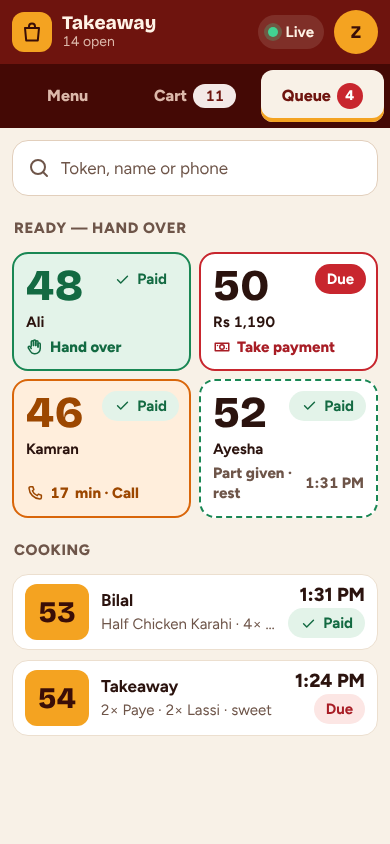 Takeaway
14 open
Live
Z
Menu
Cart 11
Queue 4
Token, name or phone
READY — HAND OVER
48
Paid
Ali
Hand over
50
Due
Rs 1,190
Take payment
46
Paid
Kamran
17 min · Call
52
Paid
Ayesha
Part given ·
rest
1:31 PM
COOKING
53
Bilal
Half Chicken Karahi · 4× ...
1:31 PM
Paid
54
Takeaway
2× Paye · 2× Lassi · sweet
1:24 PM
Due